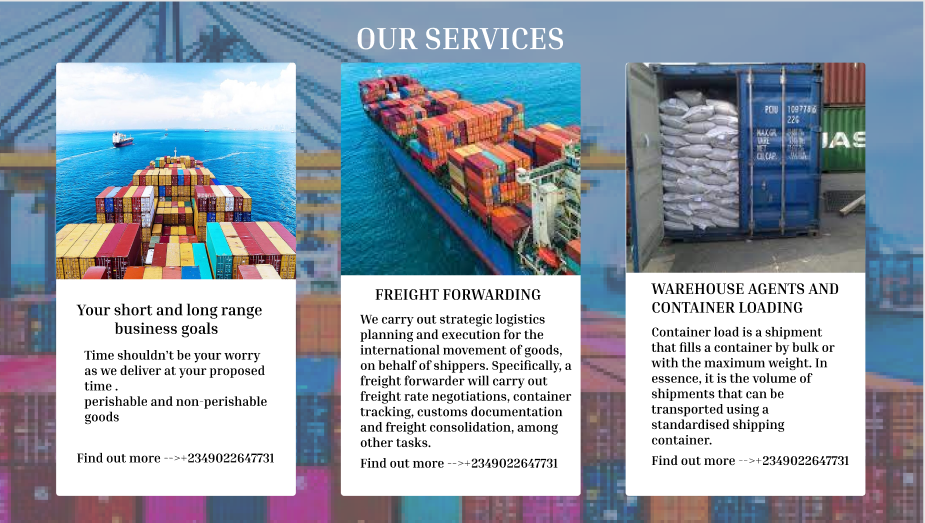 OUR SERVICES
Your short and long range
business goals
Time shouldn't be your worry
as we deliver at your proposed
time .
perishable and non-perishable
goods
Find out more -->+2349022647731
FREIGHT FORWARDING
We carry out strategic logistics
planning and execution for the
international movement of goods,
on behalf of shippers. Specifically, a
freight forwarder will carry out
freight rate negotiations, container
tracking, customs documentation
and freight consolidation, among
other tasks.
Find out more -->+2349022647731
UAS
WAREHOUSE AGENTS AND
CONTAINER LOADING
Container load is a shipment
that fills a container by bulk or
with the maximum weight. In
essence, it is the volume of
shipments that can be
transported using a
standardised shipping
container.
Find out more -->+2349022647731